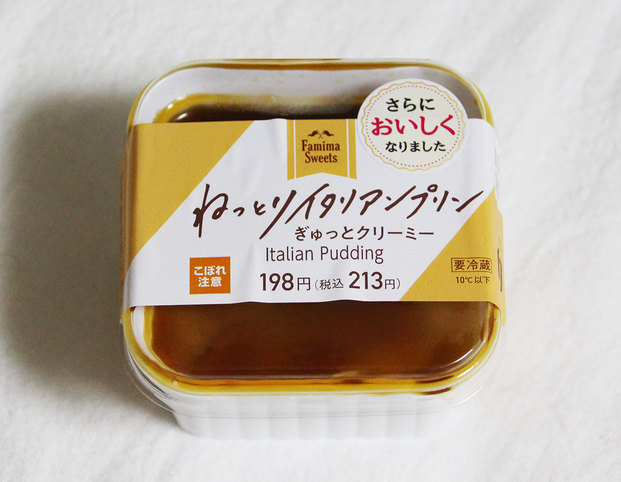 さらに
おいしく
なりました
Famima
Sweets
ねっとりイタリアンプリン
ぎゅっとクリーミー
Italian Pudding
こぼれ
注意
198円(税込213円)
要冷蔵
10℃以下